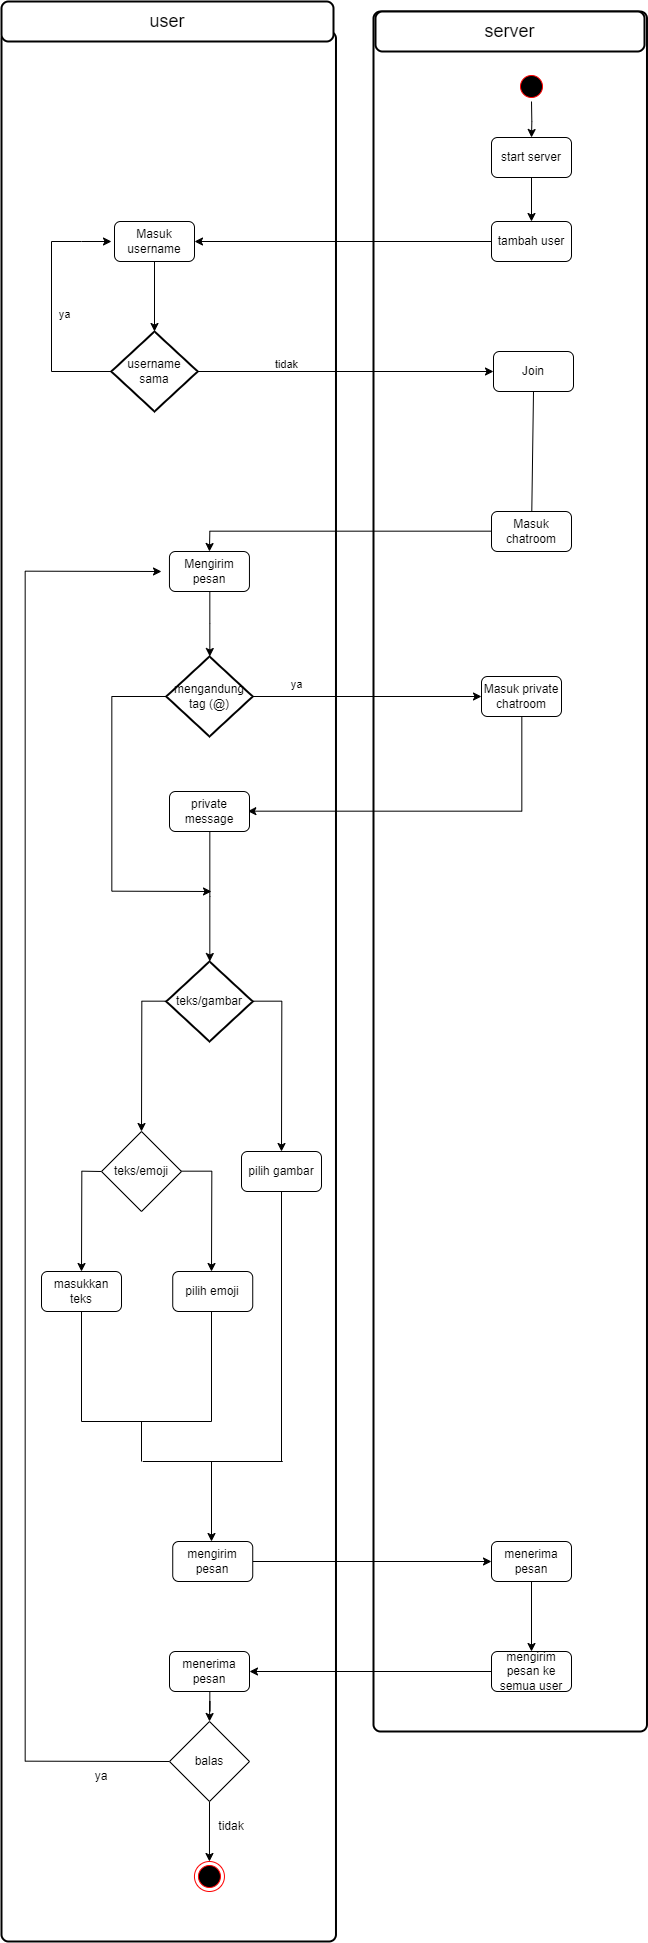 user
server
start server
Masuk
username
tambah user
ya
username
sama
tidak
Join
Masuk
chatroom
Mengirim
pesan
mengandung
tag (@)
ya
Masuk private
chatroom
private
message
teks/gambar
teks/emoji
pilih gambar
masukkan
teks
pilih emoji
mengirim
pesan
menerima
pesan
menerima
pesan
mengirim
pesan ke
semua user
balas
ya
tidak